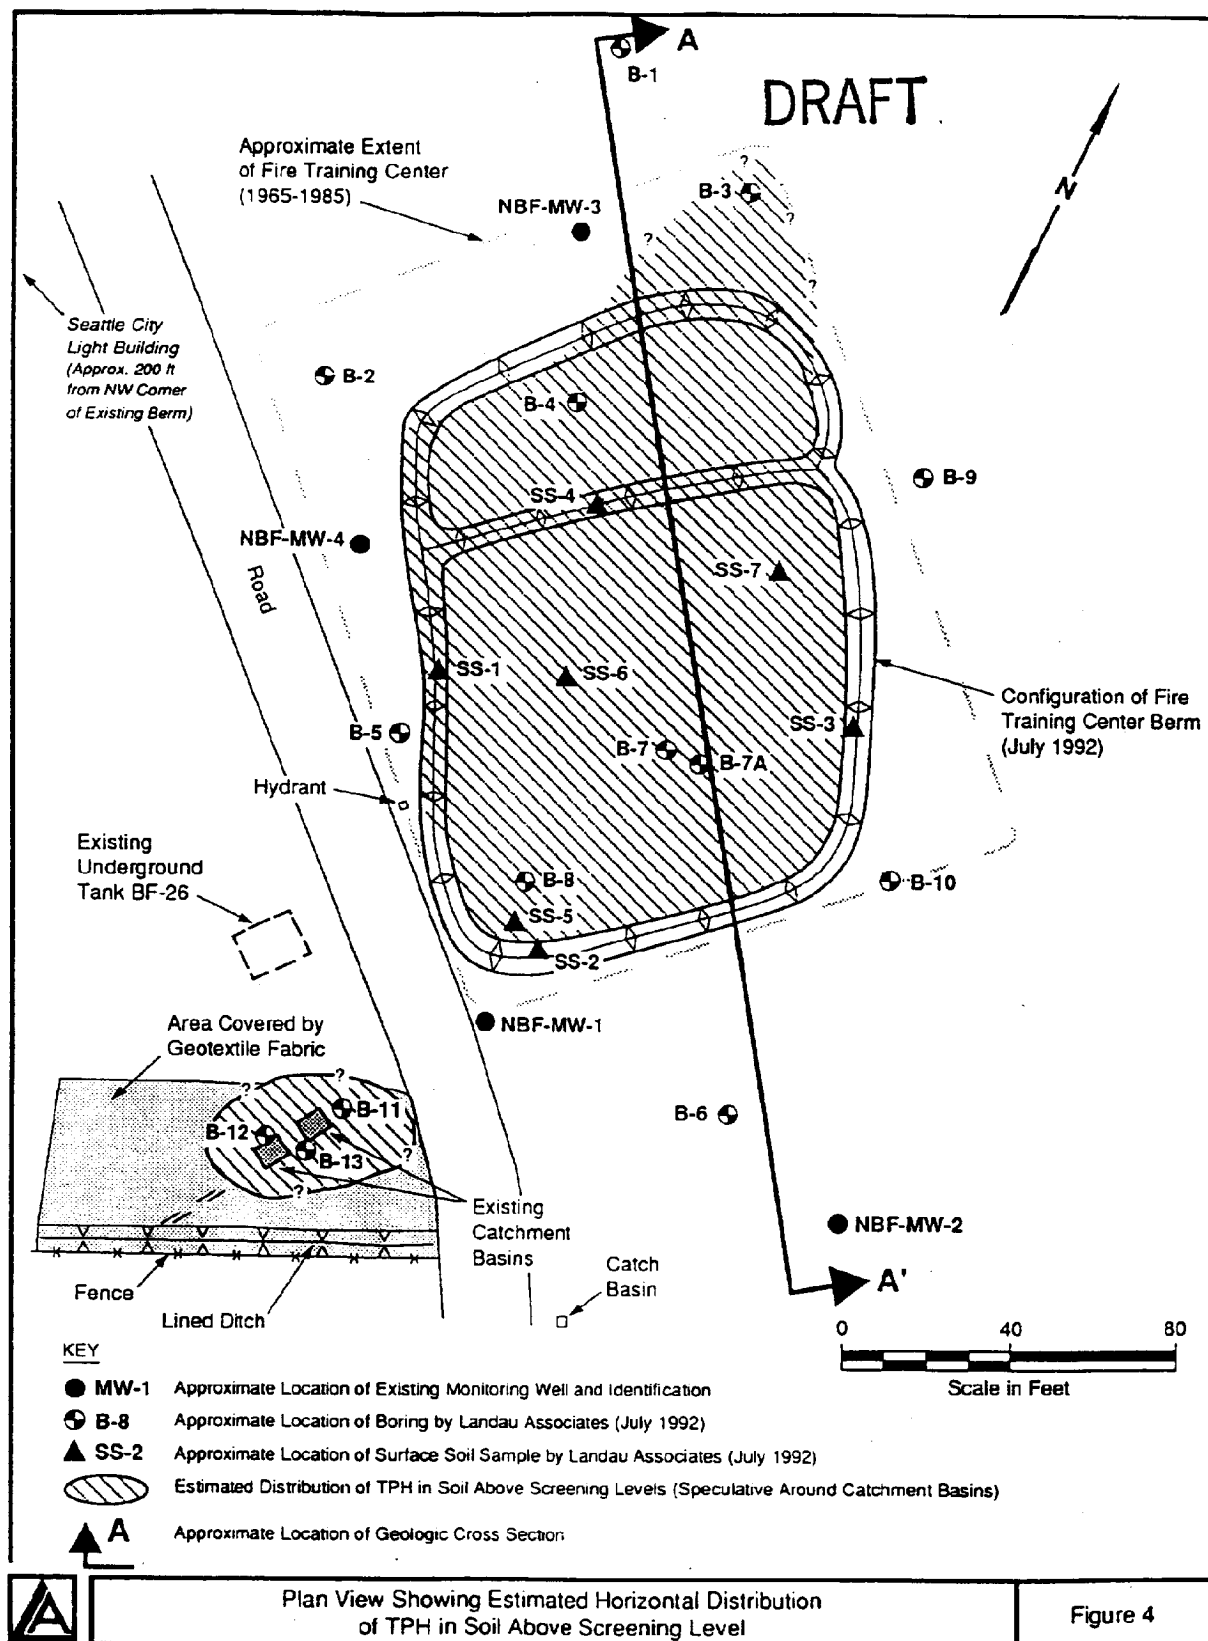 A
B-1
DRAFT
Approximate Extent
of Fire Training Center
(1965-1985)
NBF-MW-3
B-3
?
?
?
?
N
Seattle City
Light Building
(Approx. 200 ft
from NW Corner
of Existing Berm)
B-2
B-4
B-9
SS-4
NBF-MW-4
SS-7
Road
SS-1
SS-6
Configuration of Fire
Training Center Berm
(July 1992)
SS-3
B-5
B-7
B-7A
Hydrant
Existing
Underground
Tank BF-26
B-8
B-10
SS-5
SS-2
NBF-MW-1
Area Covered by
Geotextile Fabric
?
?
B-11
B-6
B-12
B-13
?
?
Existing
Catchment
Basins
NBF-MW-2
A'
Fence
Lined Ditch
Catch
Basin
0 40 80
Scale in Feet
KEY
MW-1 Approximate Location of Existing Monitoring Well and Identification
B-8 Approximate Location of Boring by Landau Associates (July 1992)
SS-2 Approximate Location of Surface Soil Sample by Landau Associates (July 1992)
Estimated Distribution of TPH in Soil Above Screening Levels (Speculative Around Catchment Basins)
A Approximate Location of Geologic Cross Section
Plan View Showing Estimated Horizontal Distribution
of TPH in Soil Above Screening Level
Figure 4